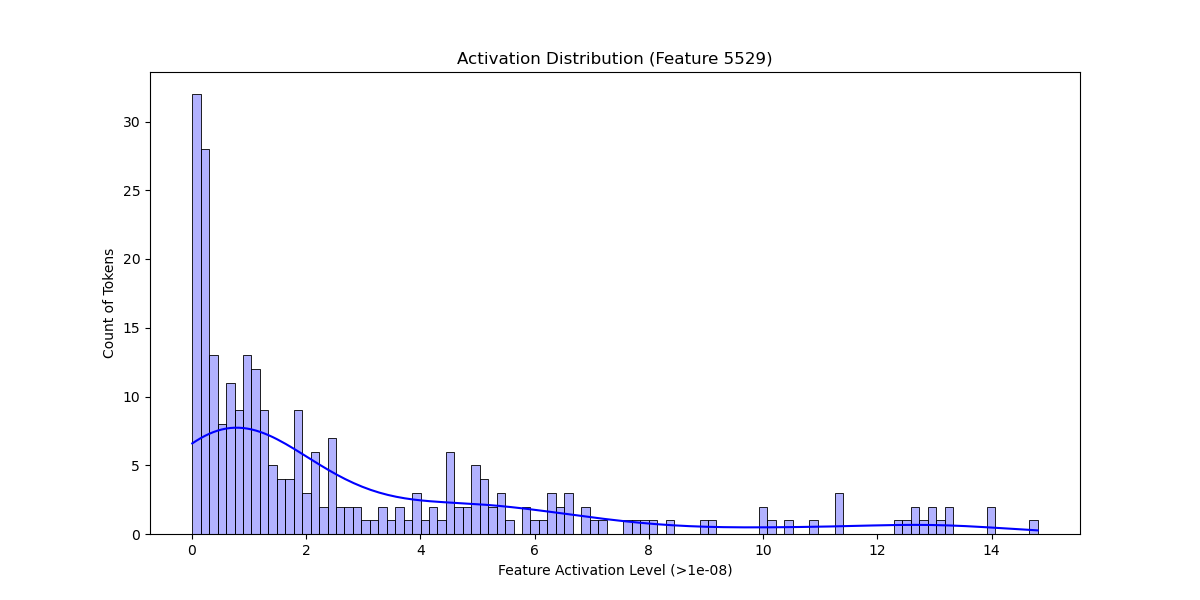 Activation Distribution (Feature 5529)
30
25
20
15
10
5
0
Count of Tokens
0 2 4 6 8 10 12 14
Feature Activation Level (>1e-08)